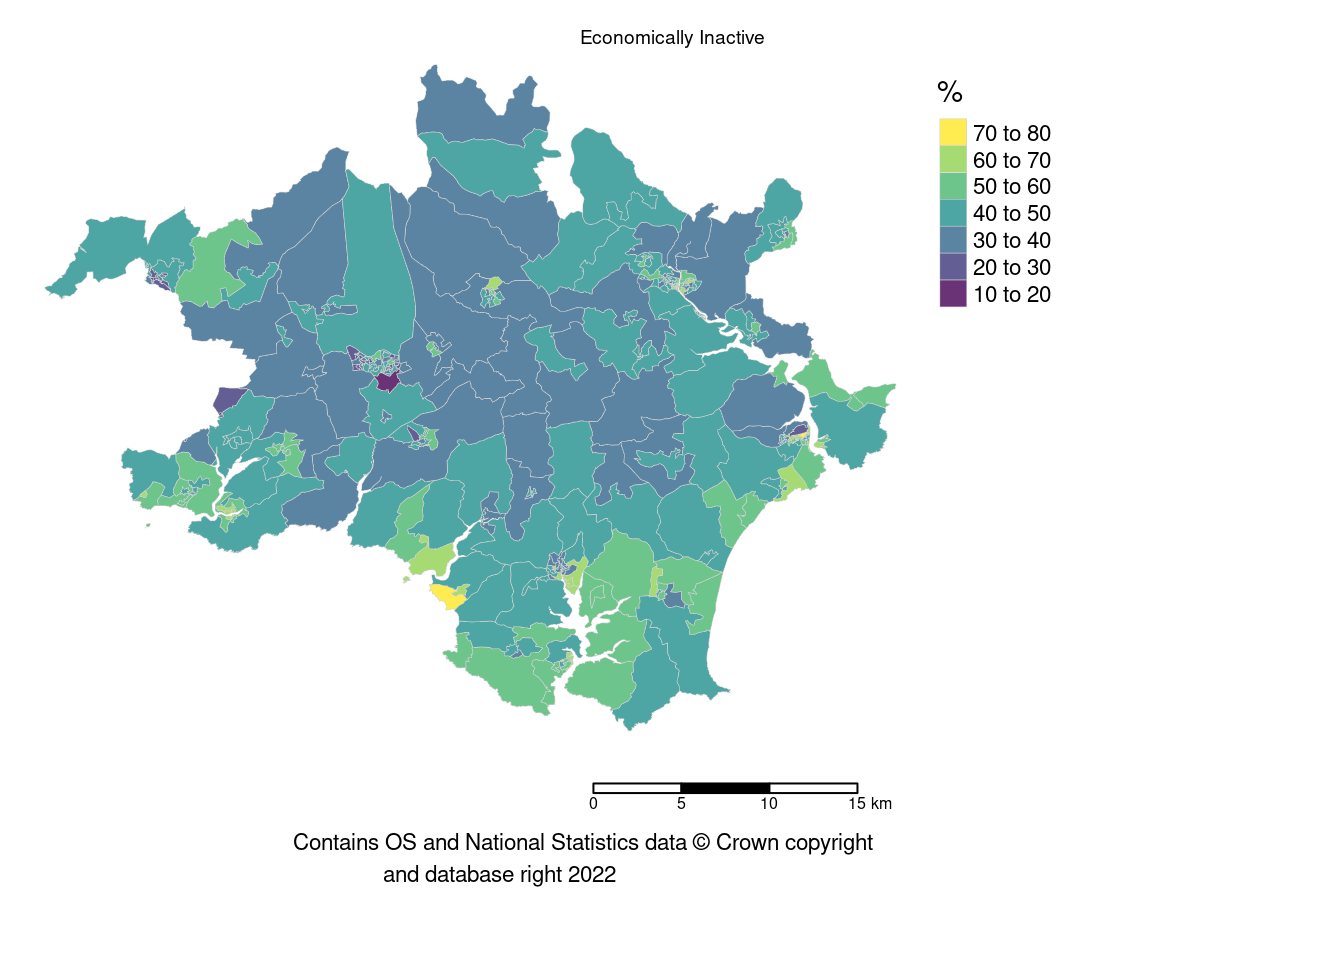 Economically Inactive
%
70 to 80
60 to 70
50 to 60
40 to 50
30 to 40
20 to 30
10 to 20
0 5 10 15 km
Contains OS and National Statistics data © Crown copyright
and database right 2022